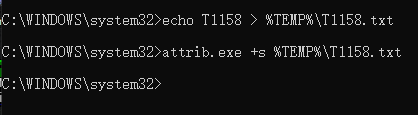 C:\WINDOWS\system32>echo T1158 > %TEMP%\T1158.txt
C:\WINDOWS\system32>attrib.exe +s %TEMP%\T1158.txt
C:\WINDOWS\system32>